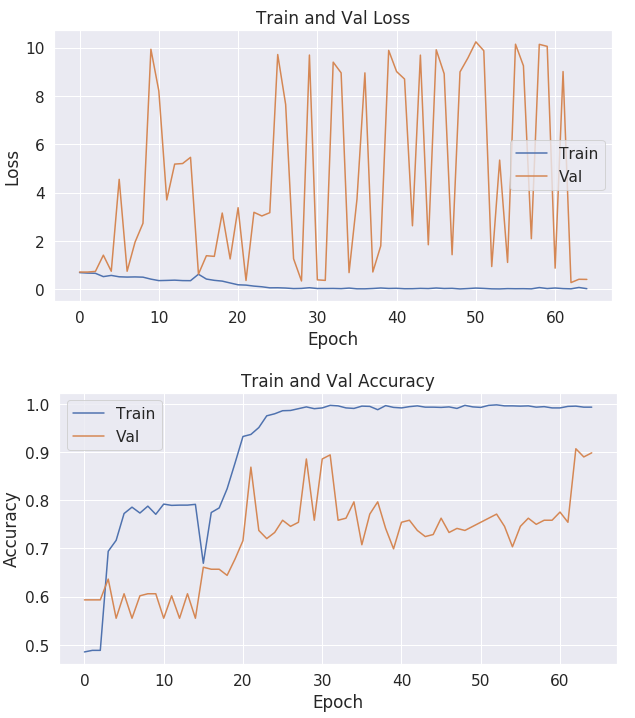 Train and Val Loss
10
8
6
4
2
0
Loss
Train
Val
0 10 20 30 40 50 60
Epoch
Train and Val Accuracy
1.0
0.9
0.8
0.7
0.6
0.5
Accuracy
Train
Val
0 10 20 30 40 50 60
Epoch